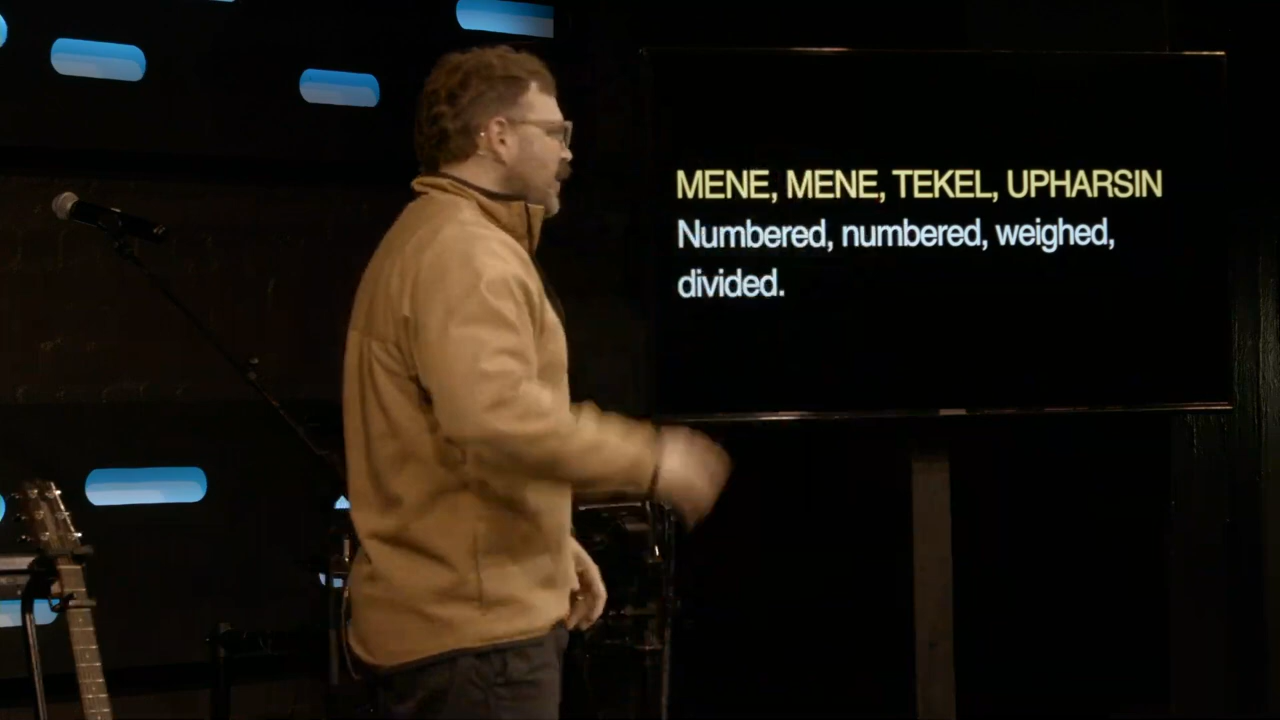 MENE, MENE, TEKEL, UPHARSIN
Numbered, numbered, weighed,
divided.